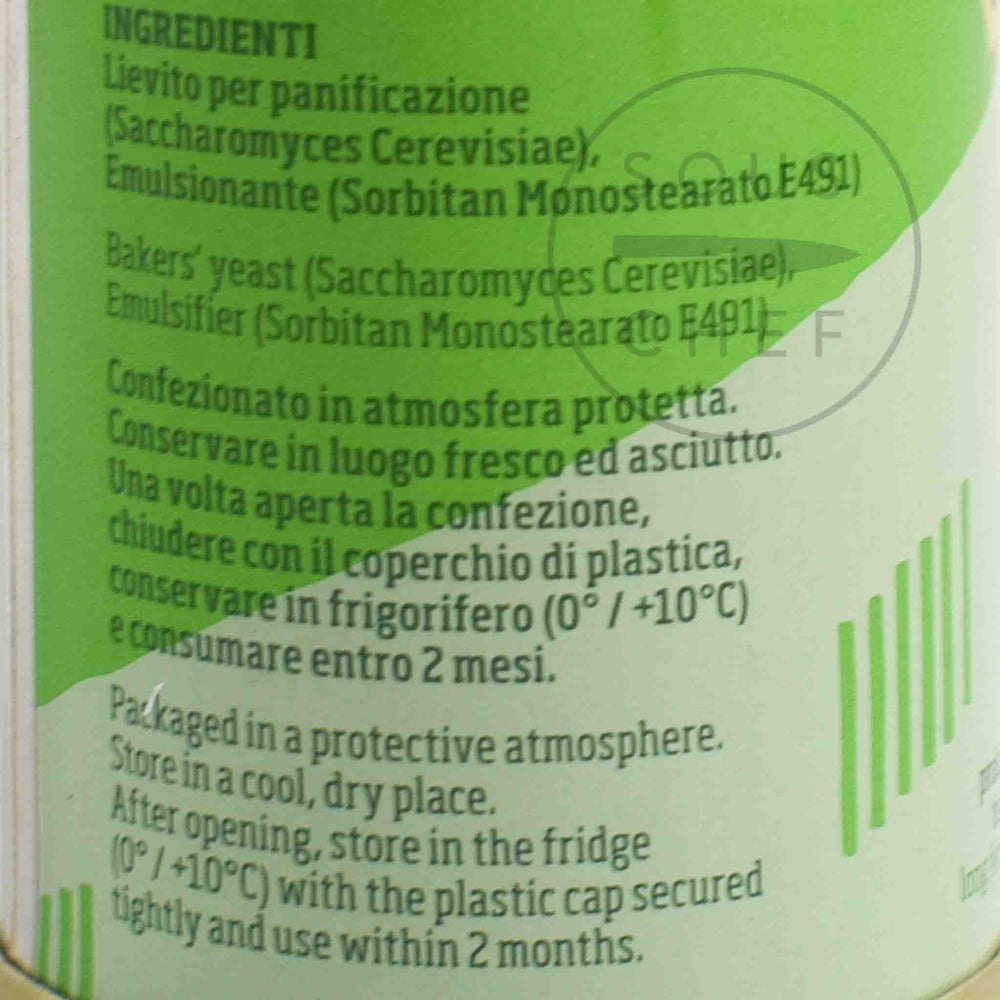 INGREDIENTI
Lievito per panificazione
(Saccharomyces Cerevisiae),
Emulsionante (Sorbitan Monostearato E491)
Bakers' yeast (Saccharomyces Cerevisiae),
Emulsifier (Sorbitan Monostearato E491)
Confezionato in atmosfera protetta.
Conservare in luogo fresco ed asciutto.
Una volta aperta la confezione,
chiudere con il coperchio di plastica,
conservare in frigorifero (0° / +10°C)
e consumare entro 2 mesi.
Packaged in a protective atmosphere.
Store in a cool, dry place.
After opening, store in the fridge
(0° / +10°C) with the plastic cap secured
tightly and use within 2 months.
CHEF